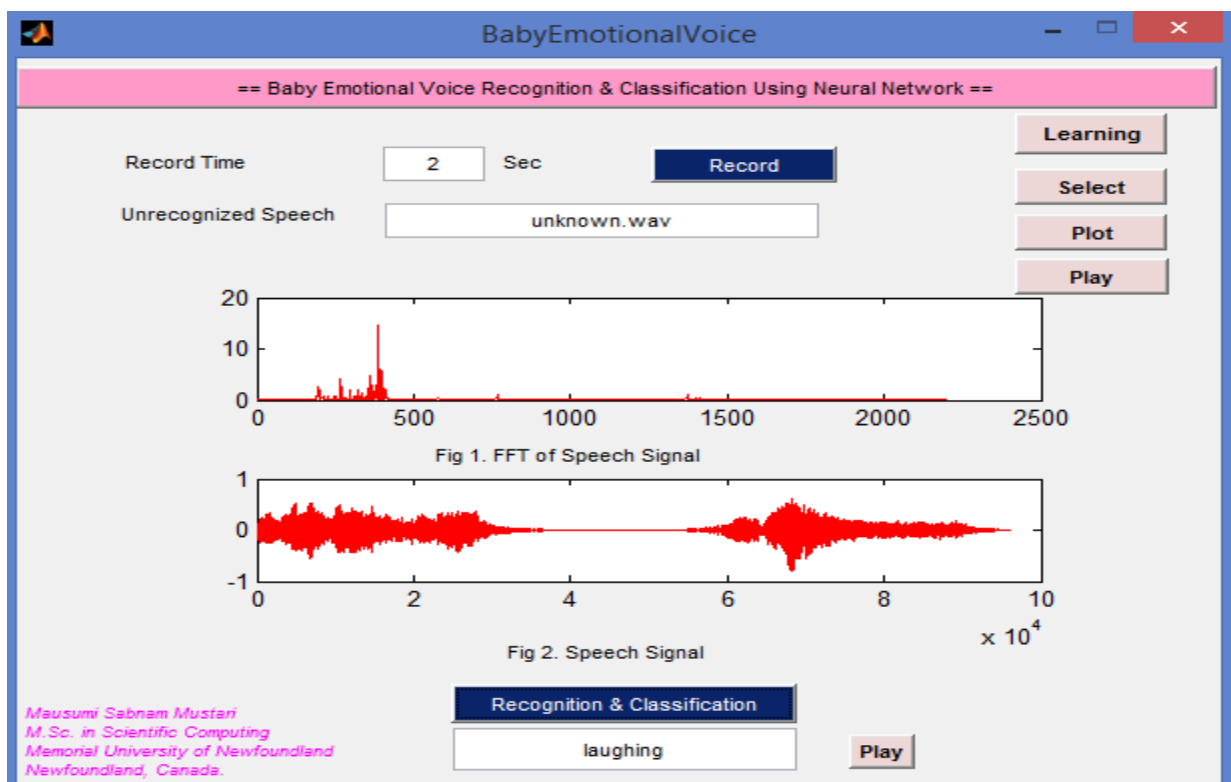 BabyEmotionalVoice
== Baby Emotional Voice Recognition & Classification Using Neural Network ==
Learning
Record Time 2 Sec Record
Select
Unrecognized Speech unknown.wav
Plot
Play
20
10
0
0 500 1000 1500 2000 2500
Fig 1. FFT of Speech Signal
1
0
-1
0 2 4 6 8 10
x 10^4
Fig 2. Speech Signal
Recognition & Classification
laughing Play
Mausumi Sabnam Mustari
M.Sc. in Scientific Computing
Memorial University of Newfoundland
Newfoundland, Canada.